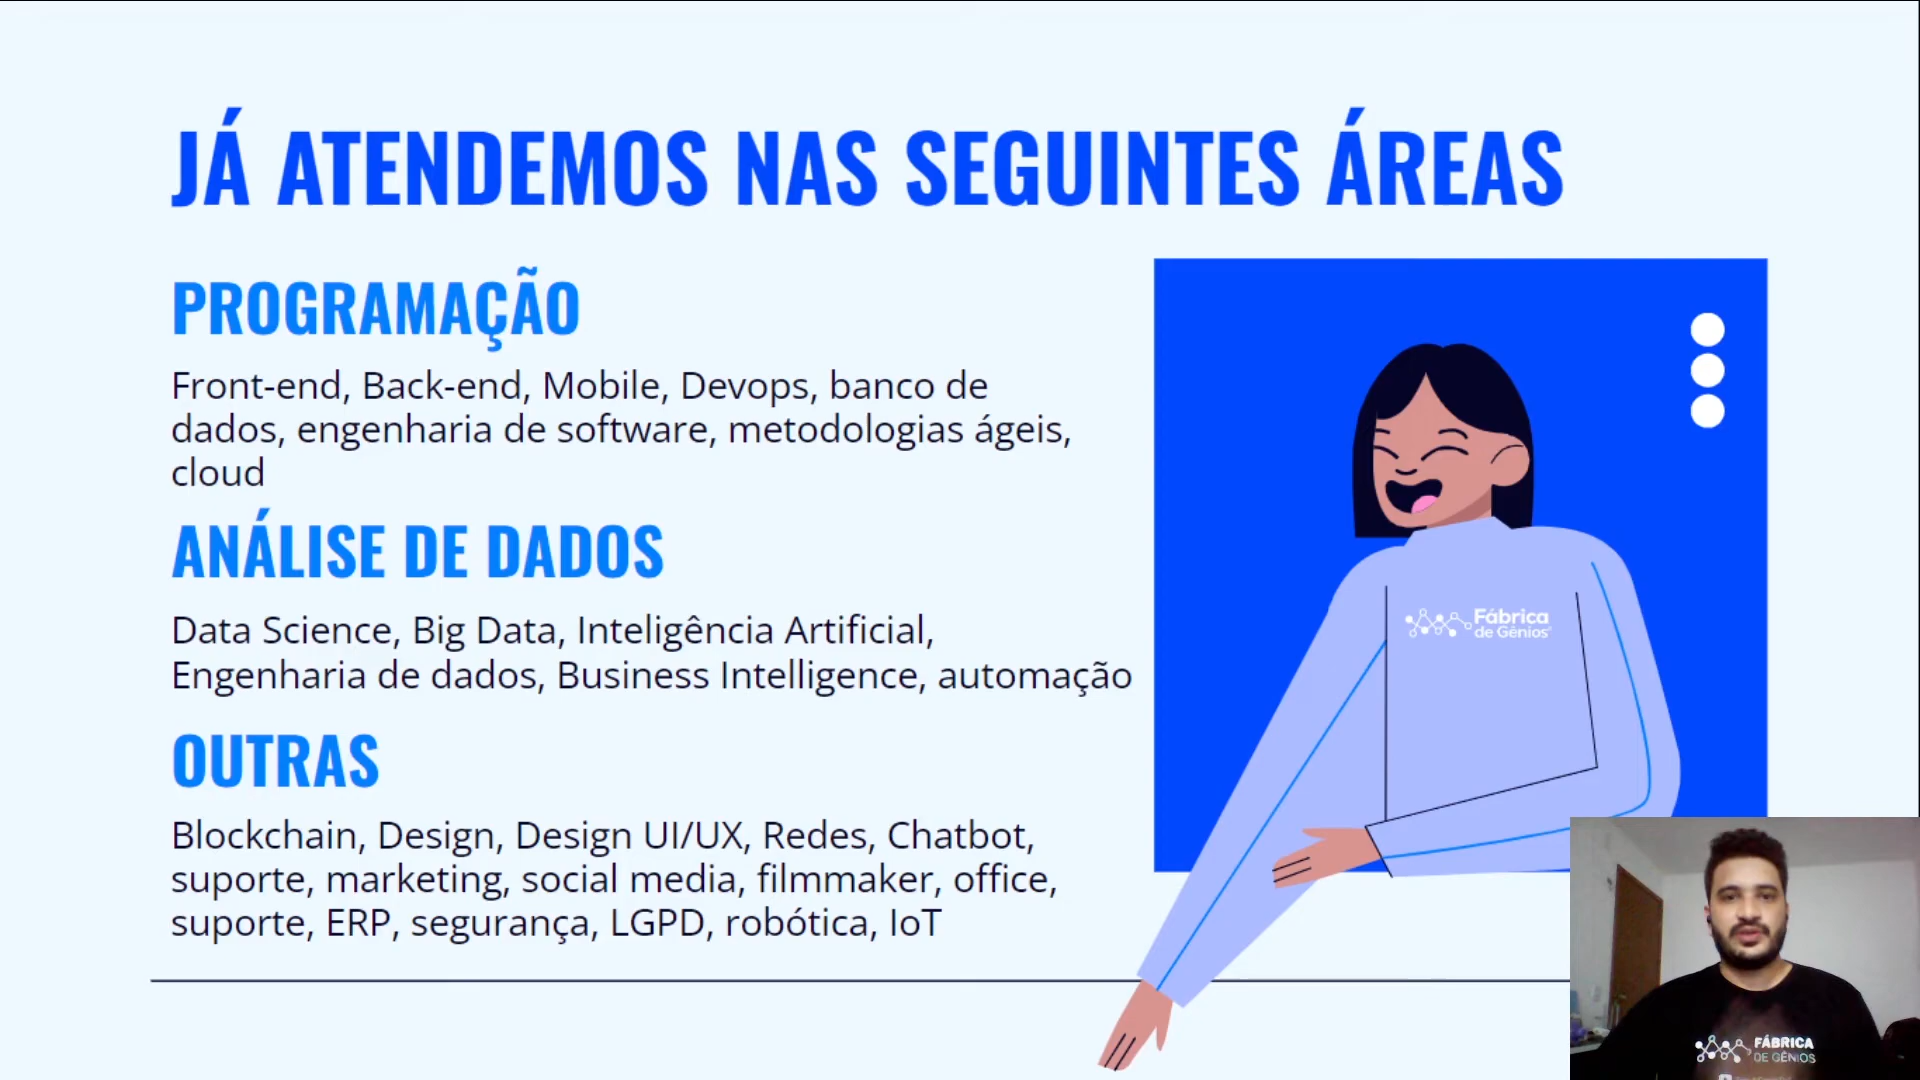 JÁ ATENDEMOS NAS SEGUINTES ÁREAS
PROGRAMAÇÃO
Front-end, Back-end, Mobile, Devops, banco de
dados, engenharia de software, metodologias ágeis,
cloud
ANÁLISE DE DADOS
Data Science, Big Data, Inteligência Artificial,
Engenharia de dados, Business Intelligence, automação
OUTRAS
Blockchain, Design, Design UI/UX, Redes, Chatbot,
suporte, marketing, social media, filmmaker, office,
suporte, ERP, segurança, LGPD, robótica, IoT
Fábrica
de Gênios
FÁBRICA
DE GÊNIOS